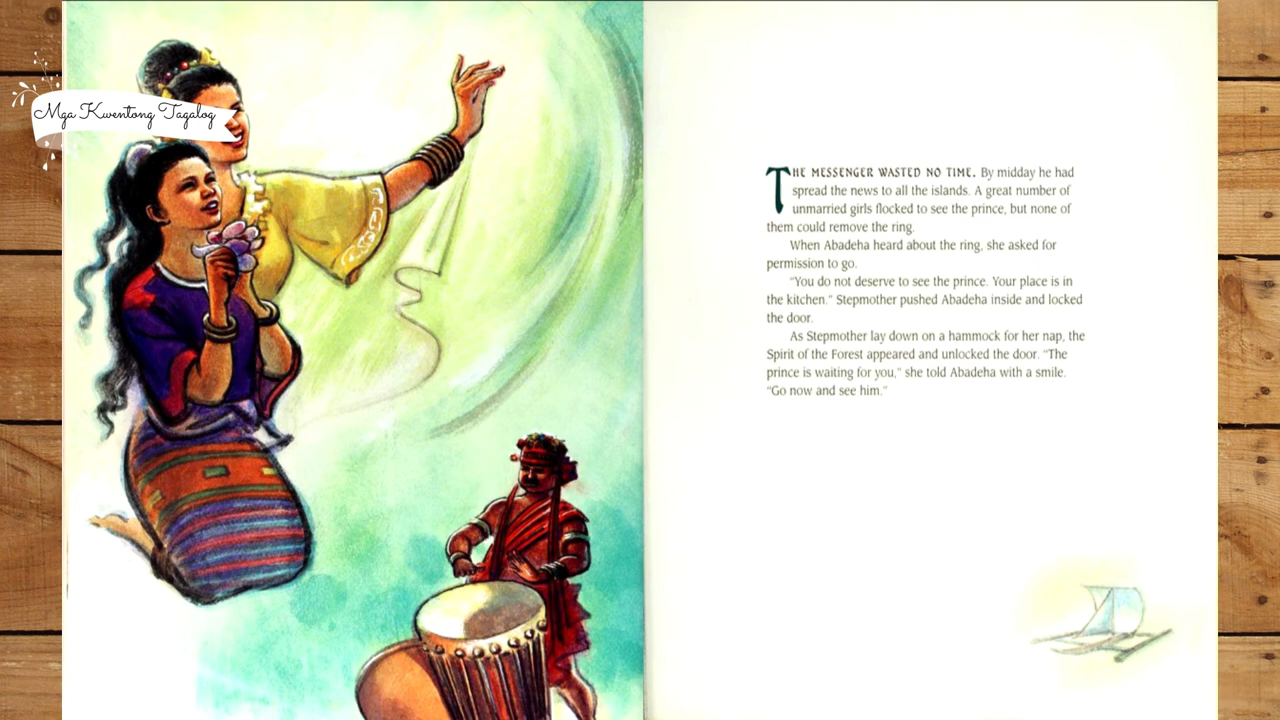 Mga Kwentong Tagalog
THE MESSENGER WASTED NO TIME. By midday he had
spread the news to all the islands. A great number of
unmarried girls flocked to see the prince, but none of
them could remove the ring.
When Abadeha heard about the ring, she asked for
permission to go.
“You do not deserve to see the prince. Your place is in
the kitchen.” Stepmother pushed Abadeha inside and locked
the door.
As Stepmother lay down on a hammock for her nap, the
Spirit of the Forest appeared and unlocked the door. “The
prince is waiting for you,” she told Abadeha with a smile.
“Go now and see him.”